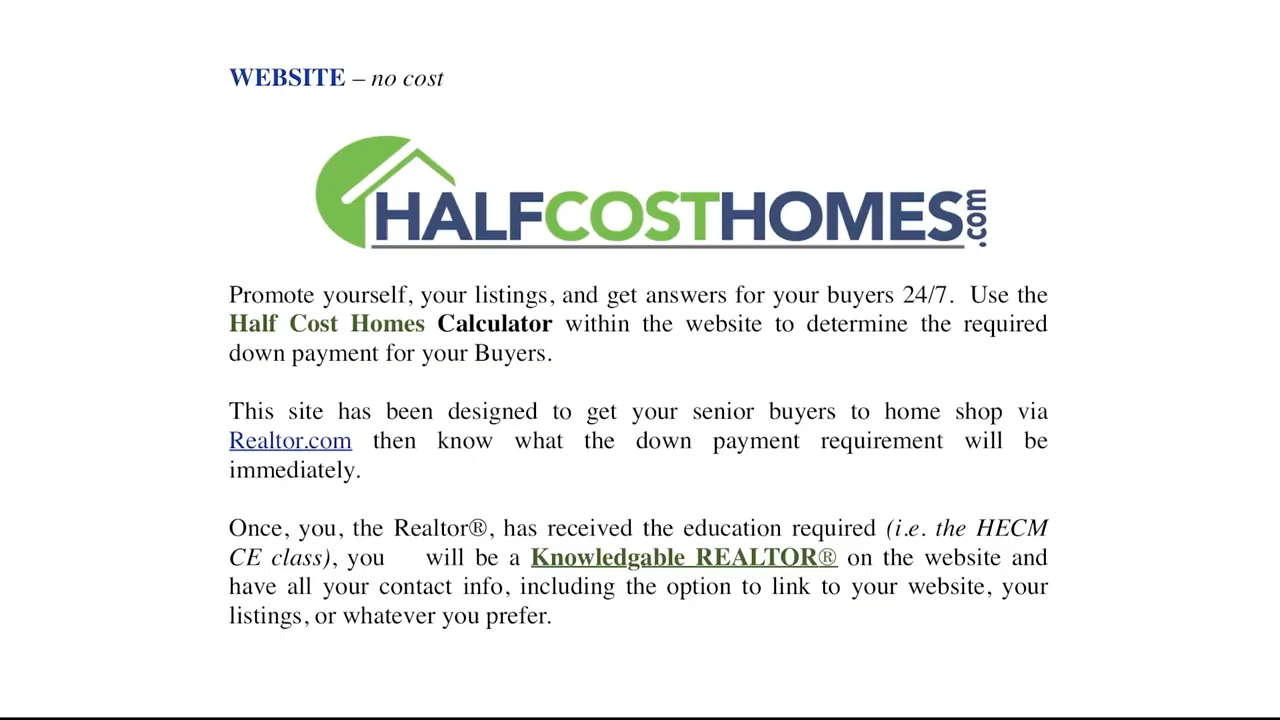 WEBSITE – no cost
HALFCOSTHOMES.com
Promote yourself, your listings, and get answers for your buyers 24/7. Use the
Half Cost Homes Calculator within the website to determine the required
down payment for your Buyers.
This site has been designed to get your senior buyers to home shop via
Realtor.com then know what the down payment requirement will be
immediately.
Once, you, the Realtor®, has received the education required (i.e. the HECM
CE class), you will be a Knowledgable REALTOR® on the website and
have all your contact info, including the option to link to your website, your
listings, or whatever you prefer.